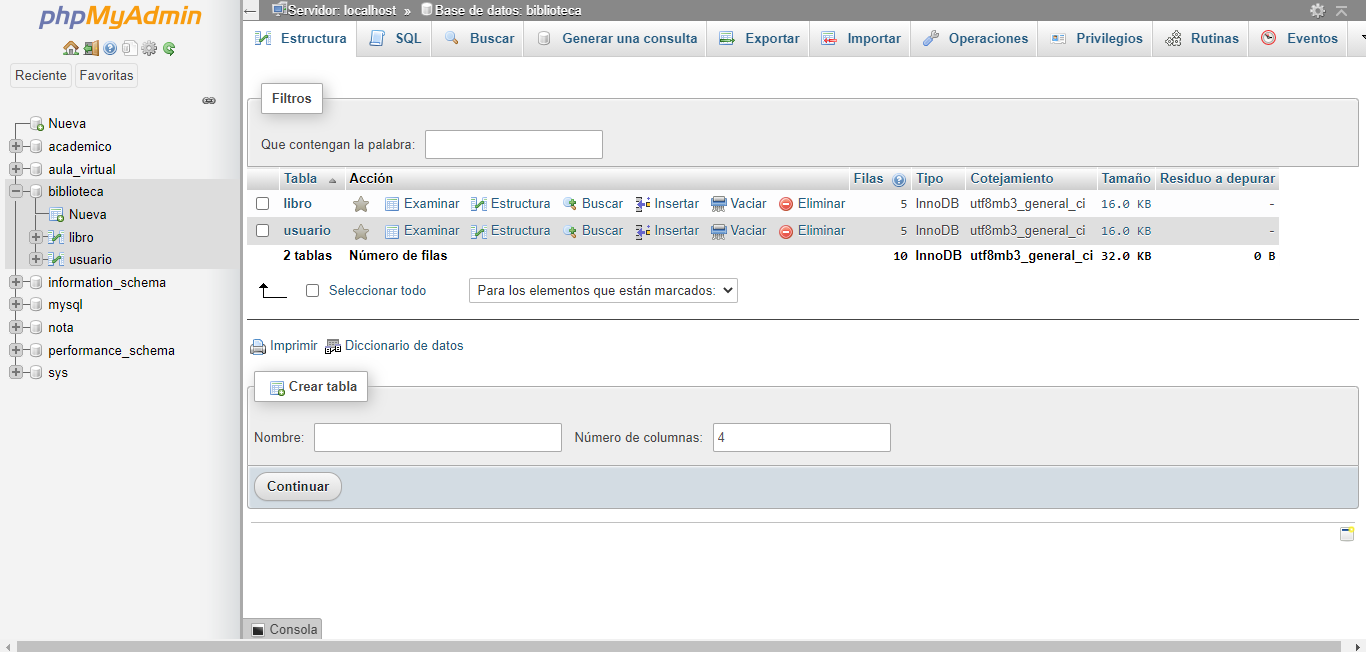 phpMyAdmin
Reciente Favoritas
Nueva
academico
aula_virtual
biblioteca
Nueva
libro
usuario
information_schema
mysql
nota
performance_schema
sys
Servidor: localhost » Base de datos: biblioteca
Estructura SQL Buscar Generar una consulta Exportar Importar Operaciones Privilegios Rutinas Eventos
Filtros
Que contengan la palabra:
Tabla Acción Filas Tipo Cotejamiento Tamaño Residuo a depurar
libro Examinar Estructura Buscar Insertar Vaciar Eliminar 5 InnoDB utf8mb3_general_ci 16.0 KB -
usuario Examinar Estructura Buscar Insertar Vaciar Eliminar 5 InnoDB utf8mb3_general_ci 16.0 KB -
2 tablas Número de filas 10 InnoDB utf8mb3_general_ci 32.0 KB 0 B
Seleccionar todo Para los elementos que están marcados:
Imprimir Diccionario de datos
Crear tabla
Nombre: Número de columnas: 4
Continuar
Consola